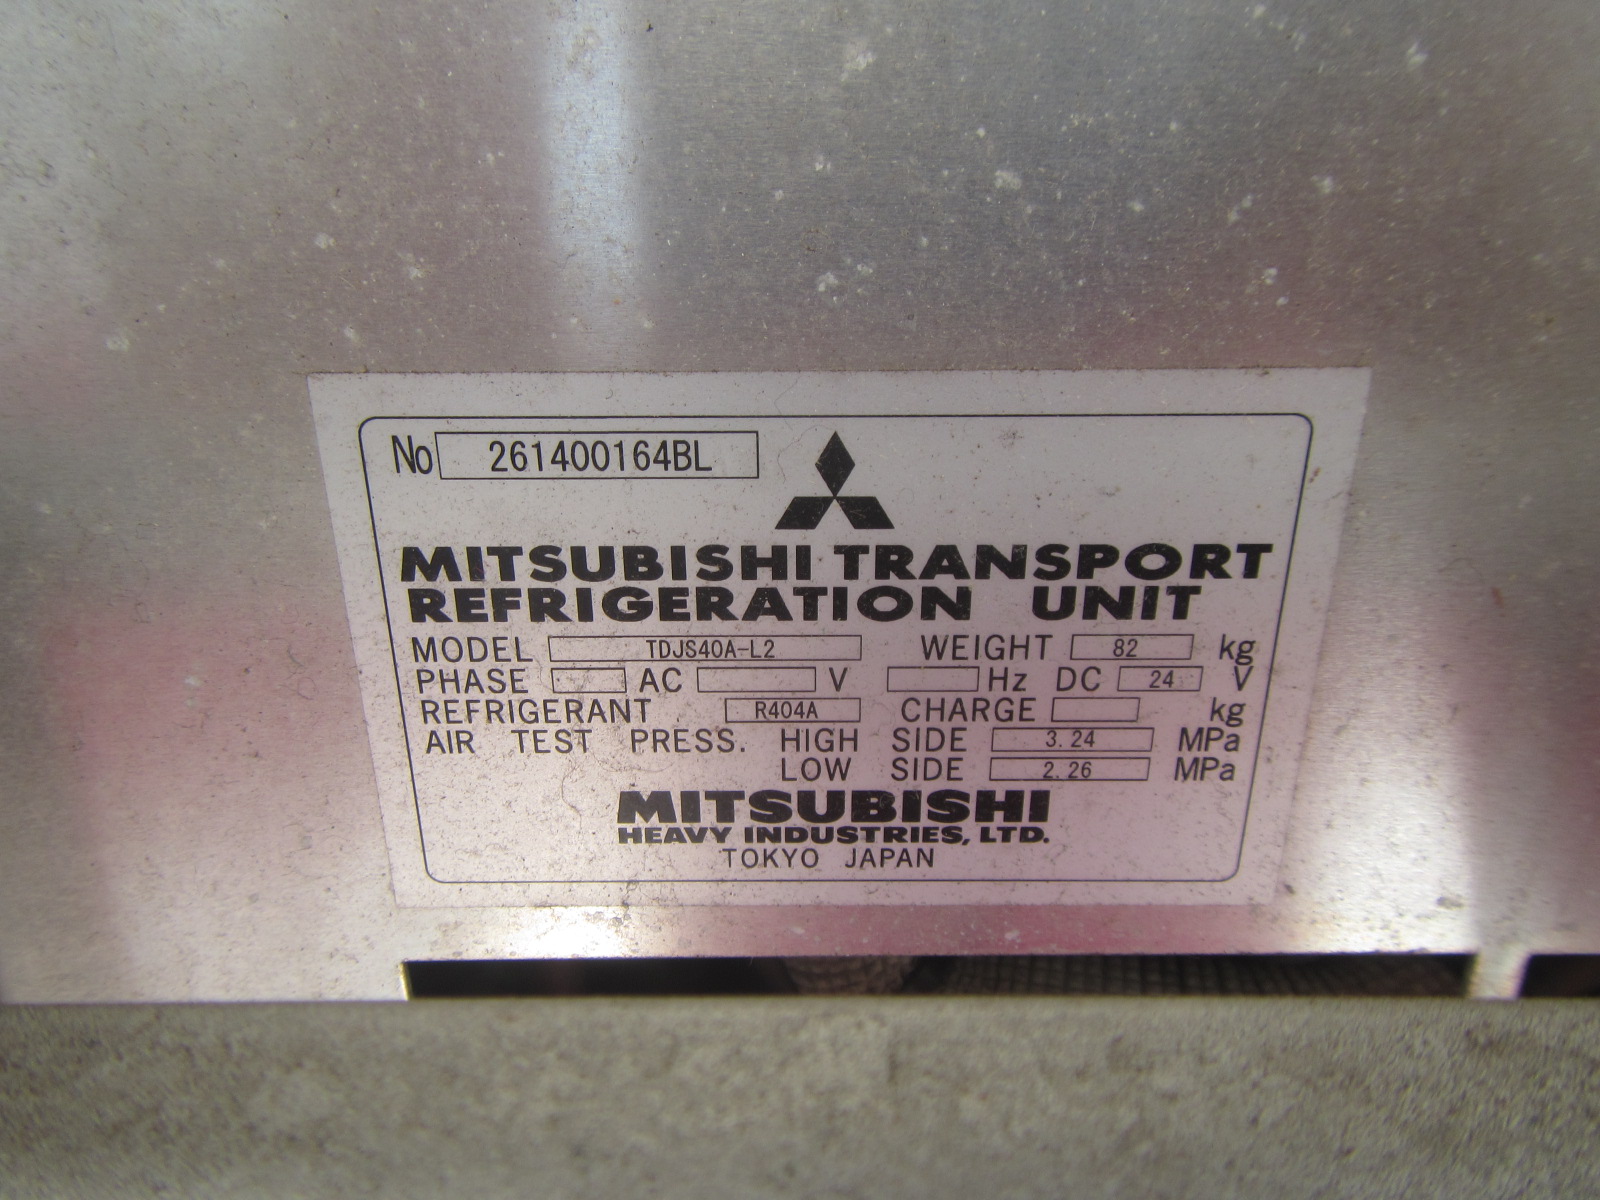 No 261400164BL
MITSUBISHI TRANSPORT
REFRIGERATION UNIT
MODEL TDJS40A-L2 WEIGHT 82 kg
PHASE AC V Hz DC 24 V
REFRIGERANT R404A CHARGE kg
AIR TEST PRESS. HIGH SIDE 3.24 MPa
LOW SIDE 2.26 MPa
MITSUBISHI
HEAVY INDUSTRIES, LTD.
TOKYO JAPAN